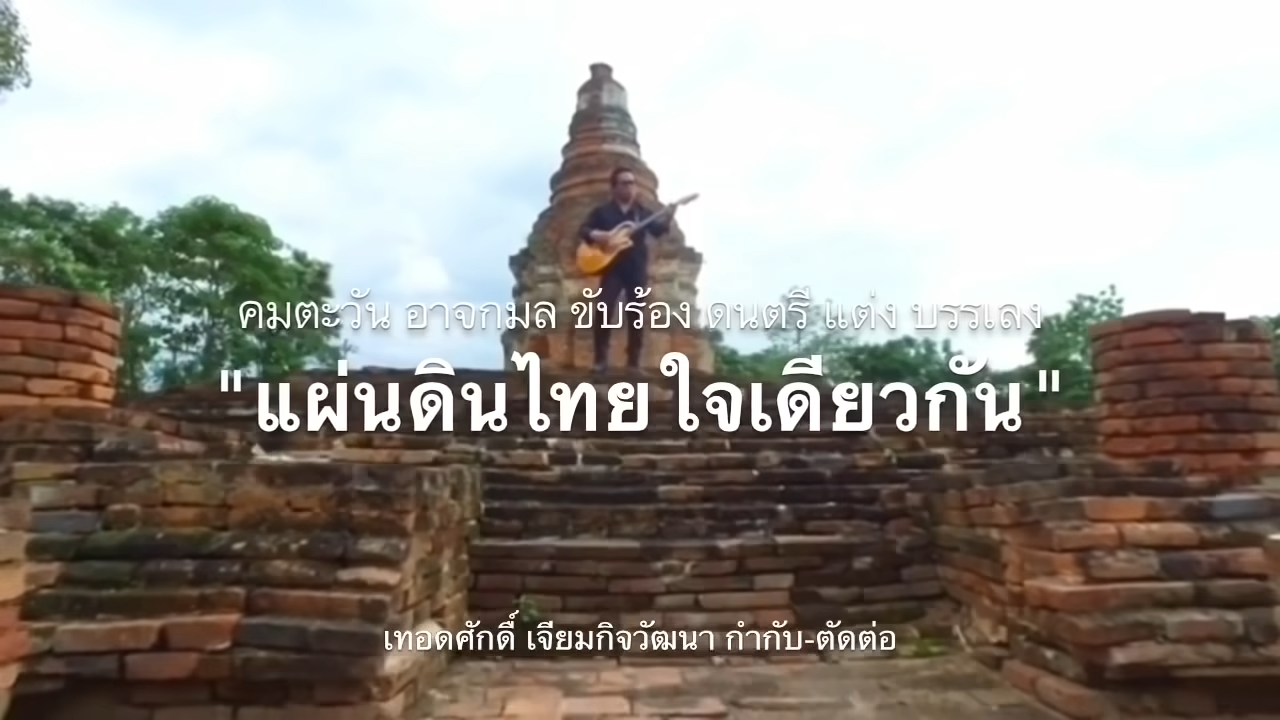 คมตะวัน อาจกมล ขับร้อง ดนตรี แต่ง บรรเลง
"แผ่นดินไทย ใจเดียวกัน"
เทอดศักดิ์ เจียมกิจวัฒนา กำกับ-ตัดต่อ